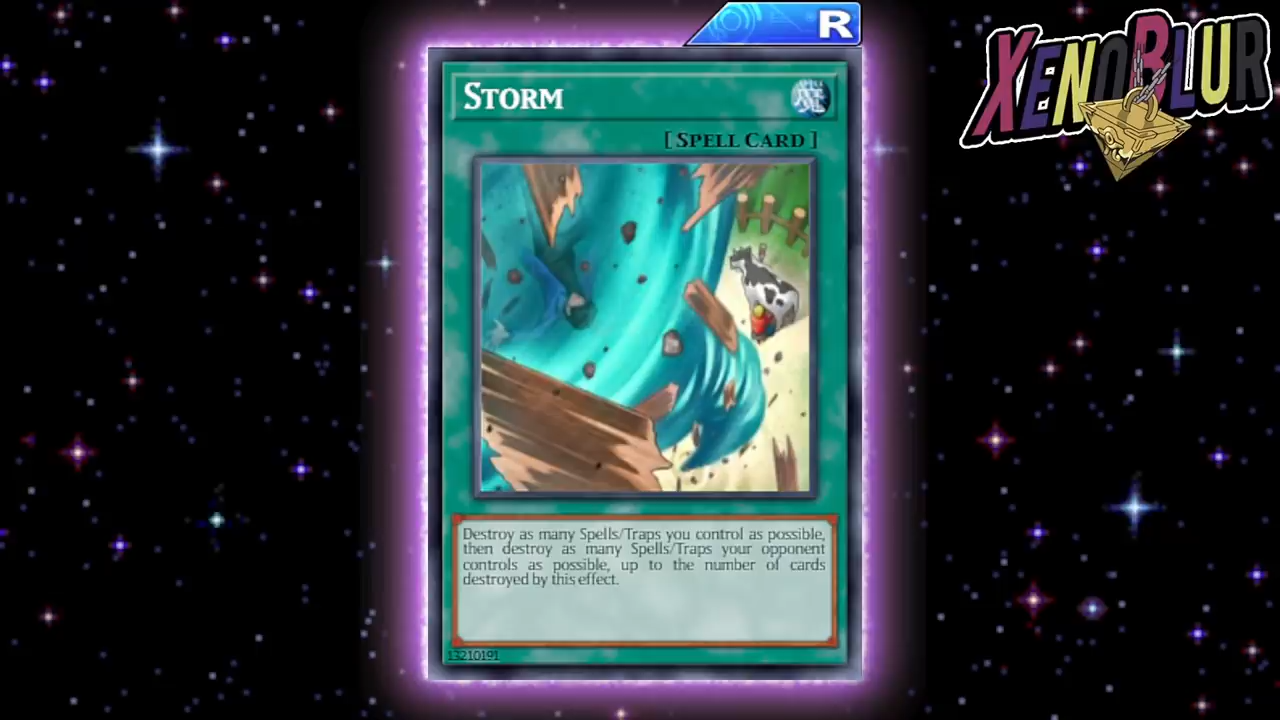 R
XENOBLUR
STORM
[ SPELL CARD ]
Destroy as many Spells/Traps you control as possible,
then destroy as many Spells/Traps your opponent
controls as possible, up to the number of cards
destroyed by this effect.
13210191